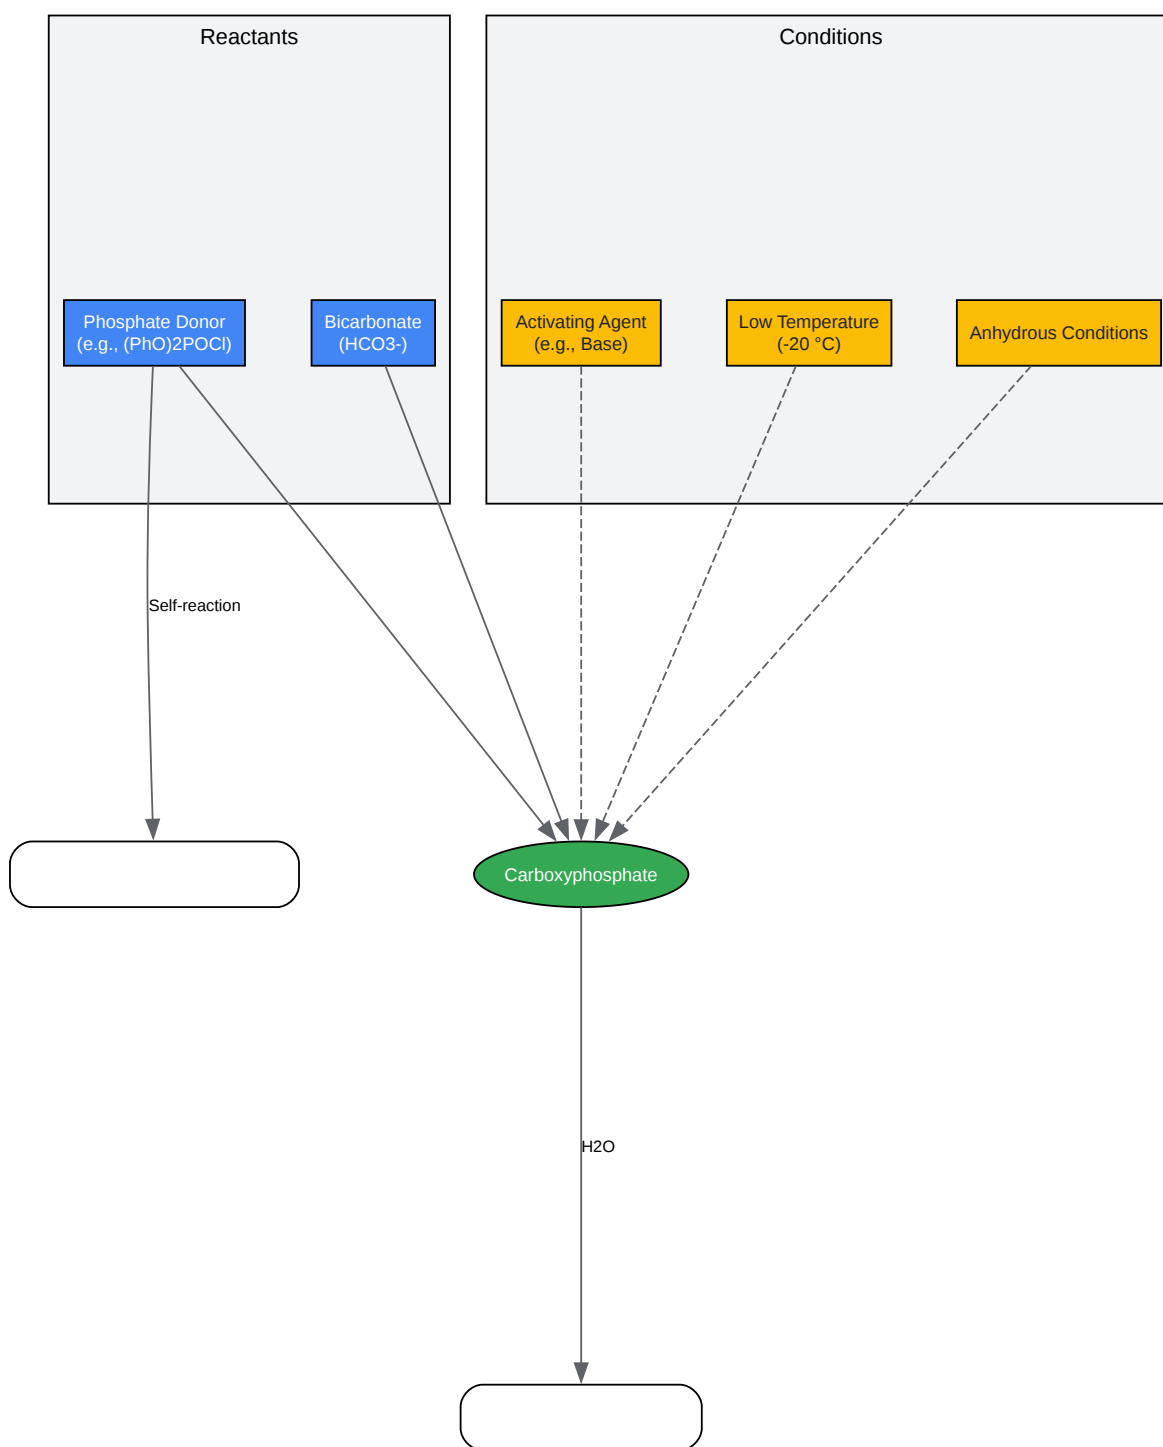 Reactants
Conditions
Phosphate Donor
(e.g., (PhO)2POCl)
Bicarbonate
(HCO3-)
Activating Agent
(e.g., Base)
Low Temperature
(-20 °C)
Anhydrous Conditions
Self-reaction
Carboxyphosphate
H2O